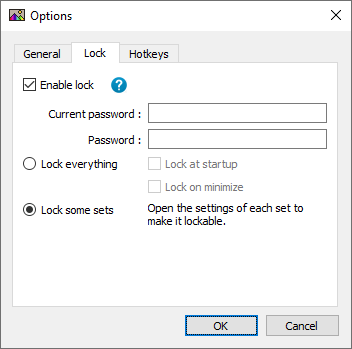 Options
General Lock Hotkeys
Enable lock ?
Current password :
Password :
Lock everything Lock at startup
Lock on minimize
Lock some sets Open the settings of each set to
make it lockable.
OK Cancel